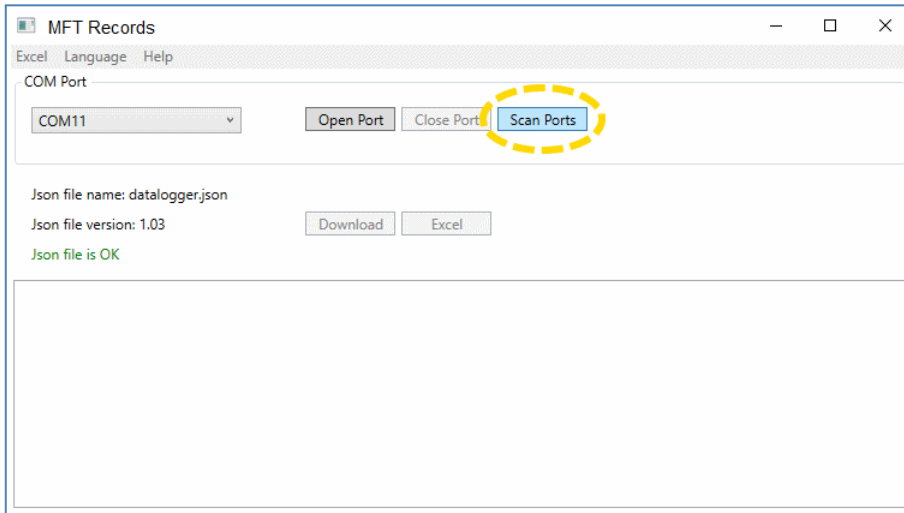 MFT Records
Excel Language Help
COM Port
COM11 Open Port Close Port Scan Ports
Json file name: datalogger.json
Json file version: 1.03 Download Excel
Json file is OK